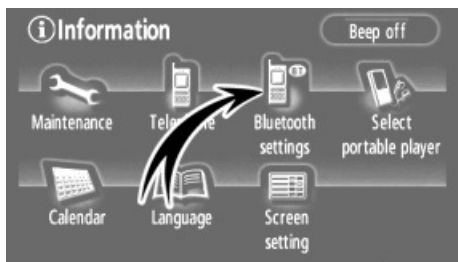 Information
Beep off
Maintenance
Bluetooth
settings
Select
portable player
Calendar
Language
Screen
setting